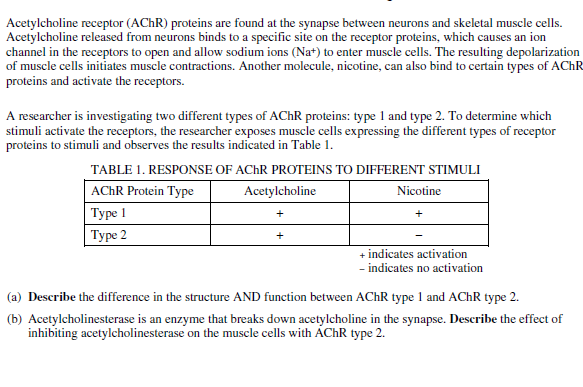 Acetylcholine receptor (AChR) proteins are found at the synapse between neurons and skeletal muscle cells.
Acetylcholine released from neurons binds to a specific site on the receptor proteins, which causes an ion
channel in the receptors to open and allow sodium ions (Na+) to enter muscle cells. The resulting depolarization
of muscle cells initiates muscle contractions. Another molecule, nicotine, can also bind to certain types of AChR
proteins and activate the receptors.
A researcher is investigating two different types of AChR proteins: type 1 and type 2. To determine which
stimuli activate the receptors, the researcher exposes muscle cells expressing the different types of receptor
proteins to stimuli and observes the results indicated in Table 1.
TABLE 1. RESPONSE OF AChR PROTEINS TO DIFFERENT STIMULI
AChR Protein Type Acetylcholine Nicotine
Type 1 + +
Type 2 + −
+ indicates activation
− indicates no activation
(a) Describe the difference in the structure AND function between AChR type 1 and AChR type 2.
(b) Acetylcholinesterase is an enzyme that breaks down acetylcholine in the synapse. Describe the effect of
inhibiting acetylcholinesterase on the muscle cells with AChR type 2.